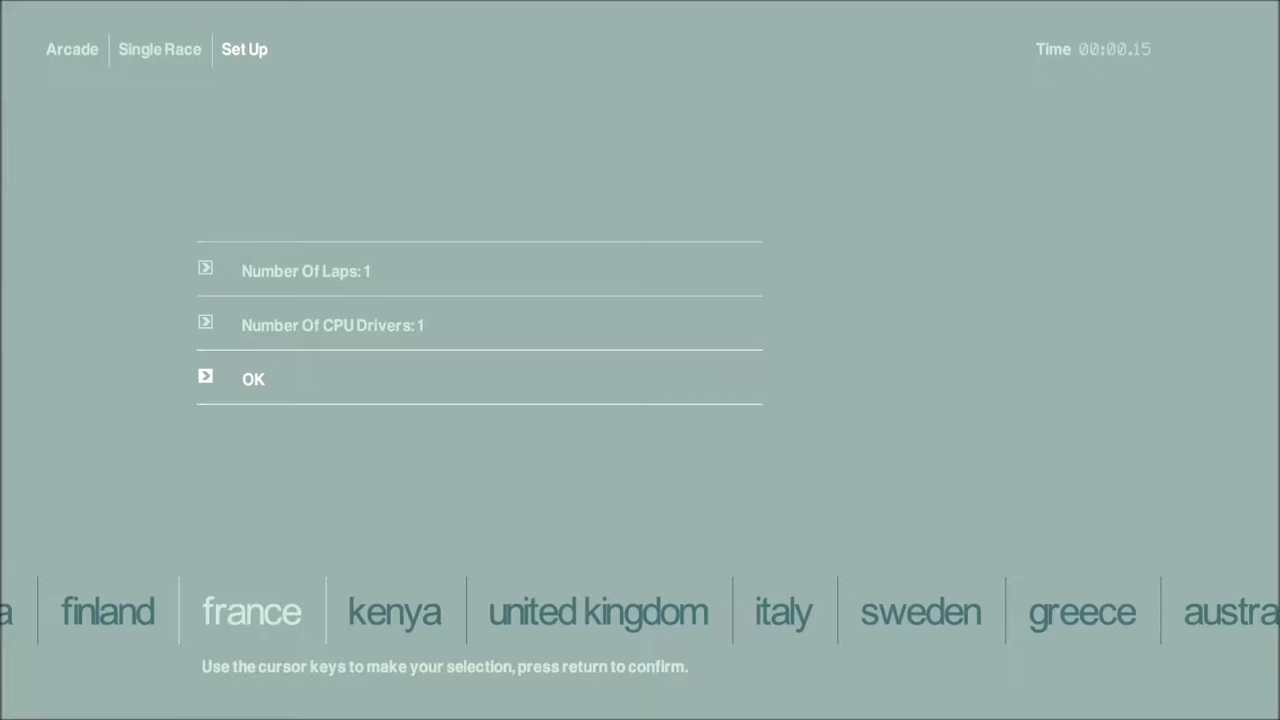 Arcade Single Race Set Up Time 00:00.15
Number Of Laps: 1
Number Of CPU Drivers: 1
OK
a finland france kenya united kingdom italy sweden greece austra
Use the cursor keys to make your selection, press return to confirm.